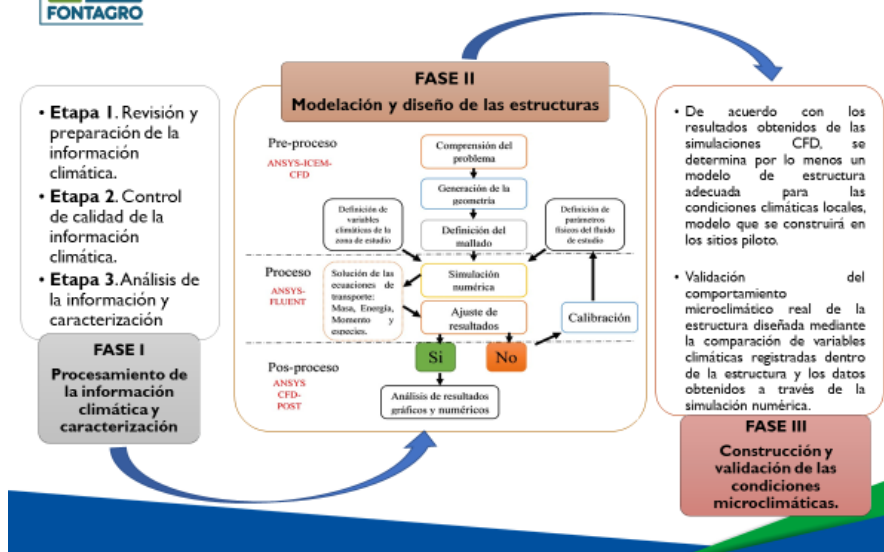 FONTAGRO
• Etapa 1. Revisión y
preparación de la
información
climática.
• Etapa 2. Control
de calidad de la
información
climática.
• Etapa 3. Análisis de
la información y
caracterización
FASE I
Procesamiento de
la información
climática y
caracterización
FASE II
Modelación y diseño de las estructuras
Pre-proceso
ANSYS-ICEM-
CFD
Comprensión del
problema
Generación de la
geometría
Definición de
variables
climáticas de la
zona de estudio
Definición del
mallado
Definición de
parámetros
físicos del fluido
de estudio
Proceso
ANSYS-
FLUENT
Solución de las
ecuaciones de
transporte:
Masa, Energía,
Momento y
especies.
Simulación
numérica
Ajuste de
resultados
Calibración
Si
No
Pos-proceso
ANSYS
CFD-
POST
Análisis de resultados
gráficos y numéricos
• De acuerdo con los
resultados obtenidos de las
simulaciones CFD, se
determina por lo menos un
modelo de estructura
adecuada para las
condiciones climáticas locales,
modelo que se construirá en
los sitios piloto.
• Validación del
comportamiento
microclimático real de la
estructura diseñada mediante
la comparación de variables
climáticas registradas dentro
de la estructura y los datos
obtenidos a través de la
simulación numérica.
FASE III
Construcción y
validación de las
condiciones
microclimáticas.